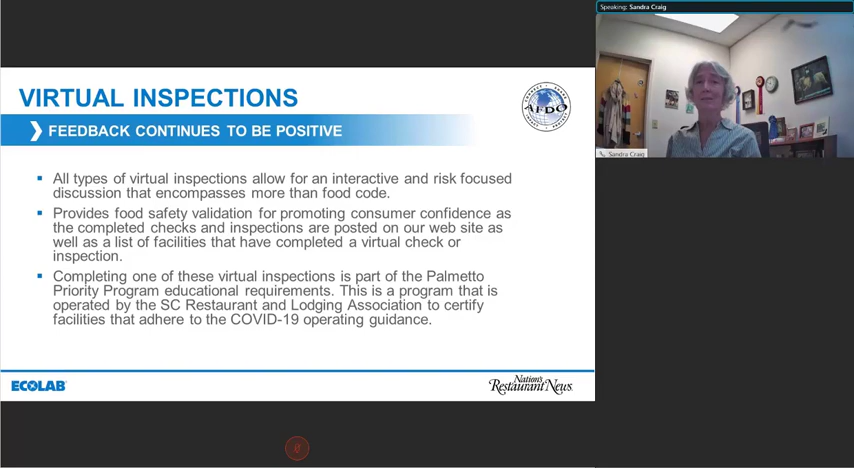 Speaking: Sandra Craig
VIRTUAL INSPECTIONS
AFDO
FEEDBACK CONTINUES TO BE POSITIVE
Sandra Craig
All types of virtual inspections allow for an interactive and risk focused
discussion that encompasses more than food code.
Provides food safety validation for promoting consumer confidence as
the completed checks and inspections are posted on our web site as
well as a list of facilities that have completed a virtual check or
inspection.
Completing one of these virtual inspections is part of the Palmetto
Priority Program educational requirements. This is a program that is
operated by the SC Restaurant and Lodging Association to certify
facilities that adhere to the COVID-19 operating guidance.
ECOLAB
Nation's
Restaurant News